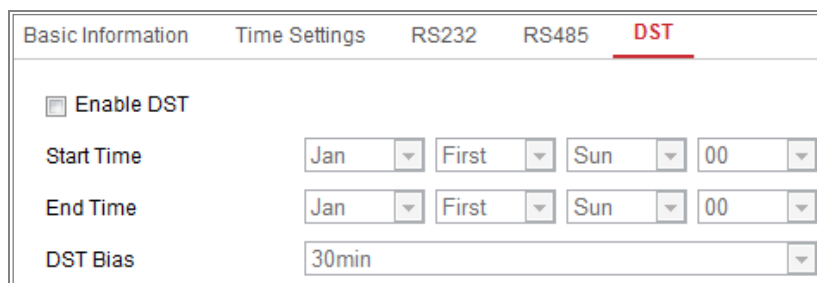 Basic Information Time Settings RS232 RS485 DST
Enable DST
Start Time Jan First Sun 00
End Time Jan First Sun 00
DST Bias 30min